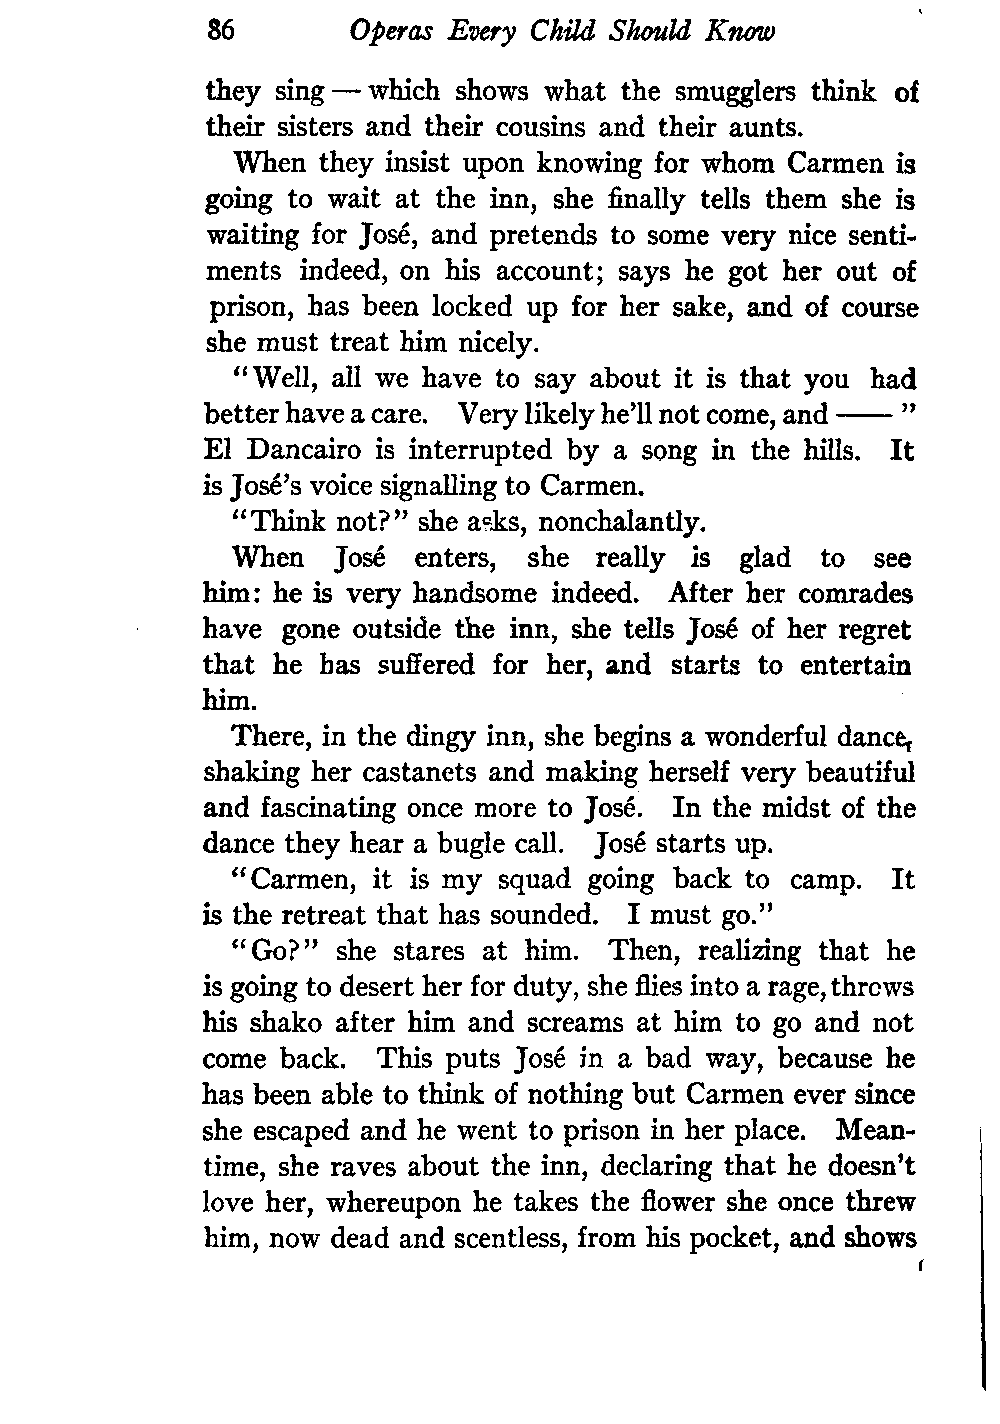 86 Operas Every Child Should Know
they sing — which shows what the smugglers think of
their sisters and their cousins and their aunts.
When they insist upon knowing for whom Carmen is
going to wait at the inn, she finally tells them she is
waiting for José, and pretends to some very nice senti-
ments indeed, on his account; says he got her out of
prison, has been locked up for her sake, and of course
she must treat him nicely.
"Well, all we have to say about it is that you had
better have a care. Very likely he'll not come, and —— "
El Dancairo is interrupted by a song in the hills. It
is José's voice signalling to Carmen.
"Think not?" she asks, nonchalantly.
When José enters, she really is glad to see
him: he is very handsome indeed. After her comrades
have gone outside the inn, she tells José of her regret
that he has suffered for her, and starts to entertain
him.
There, in the dingy inn, she begins a wonderful dance,
shaking her castanets and making herself very beautiful
and fascinating once more to José. In the midst of the
dance they hear a bugle call. José starts up.
"Carmen, it is my squad going back to camp. It
is the retreat that has sounded. I must go."
"Go?" she stares at him. Then, realizing that he
is going to desert her for duty, she flies into a rage, throws
his shako after him and screams at him to go and not
come back. This puts José in a bad way, because he
has been able to think of nothing but Carmen ever since
she escaped and he went to prison in her place. Mean-
time, she raves about the inn, declaring that he doesn't
love her, whereupon he takes the flower she once threw
him, now dead and scentless, from his pocket, and shows